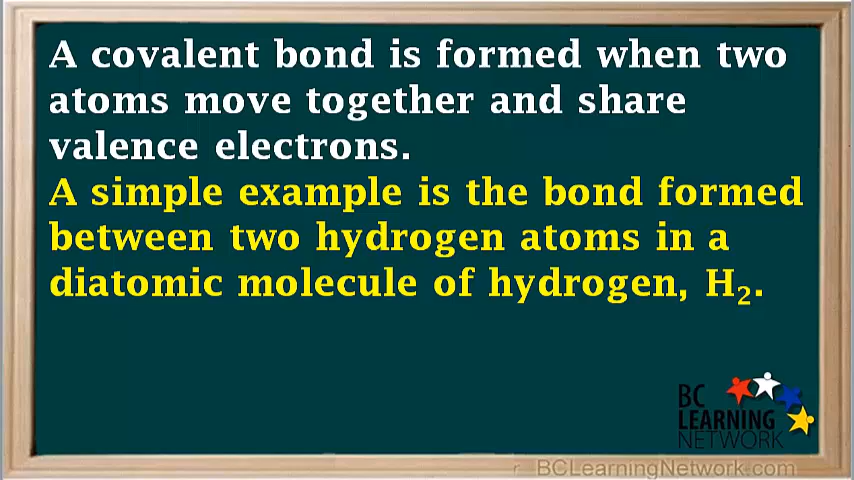 A covalent bond is formed when two
atoms move together and share
valence electrons.
A simple example is the bond formed
between two hydrogen atoms in a
diatomic molecule of hydrogen, H₂.
BC
LEARNING
NETWORK
BCLearningNetwork.com